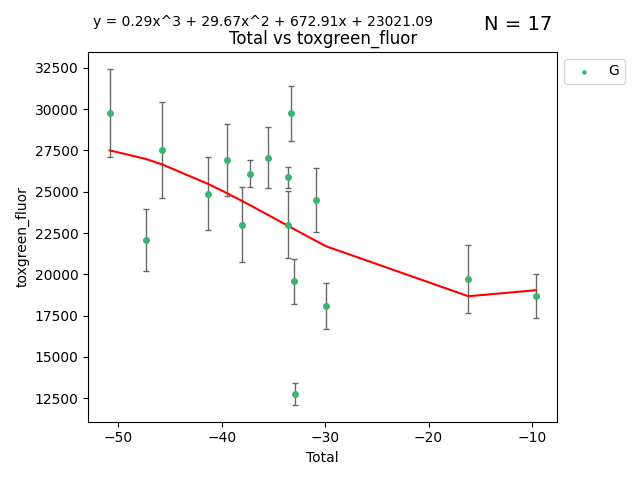 y = 0.29x^3 + 29.67x^2 + 672.91x + 23021.09
N = 17
Total vs toxgreen_fluor
G
32500
30000
27500
25000
22500
20000
17500
15000
12500
toxgreen_fluor
−50
−40
−30
−20
−10
Total